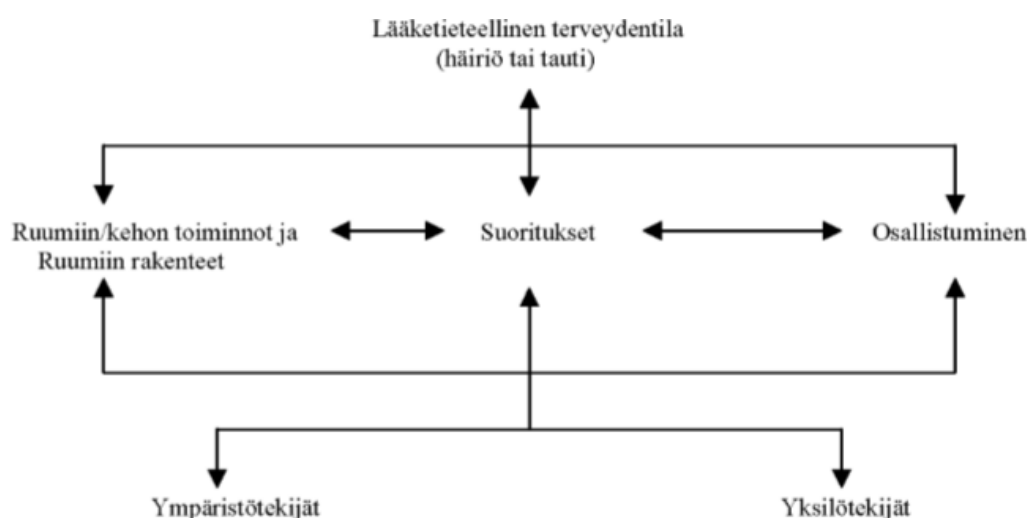 Lääketieteellinen terveydentila
(häiriö tai tauti)
Ruumiin/kehon toiminnot ja
Ruumiin rakenteet
Suoritukset
Osallistuminen
Ympäristötekijät
Yksilötekijät